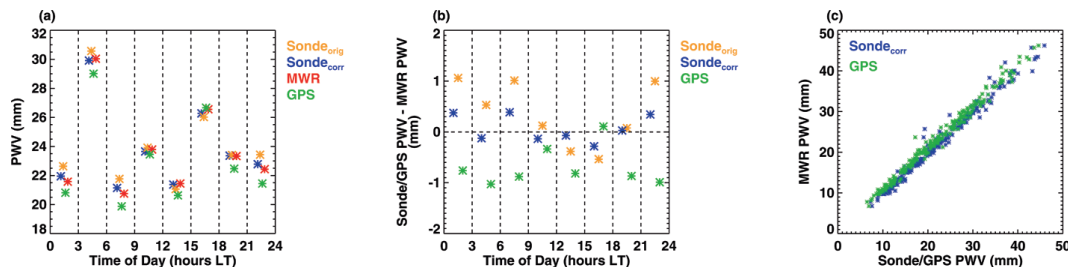 (a)
32
30
28
26
24
22
20
18
PWV (mm)
0 3 6 9 12 15 18 21 24
Time of Day (hours LT)
Sonde_orig
Sonde_corr
MWR
GPS
(b)
2
1
0
-1
-2
Sonde/GPS PWV - MWR PWV
(mm)
0 3 6 9 12 15 18 21 24
Time of Day (hours LT)
Sonde_orig
Sonde_corr
GPS
(c)
50
40
30
20
10
0
MWR PWV (mm)
Sonde_corr
GPS
0 10 20 30 40 50
Sonde/GPS PWV (mm)